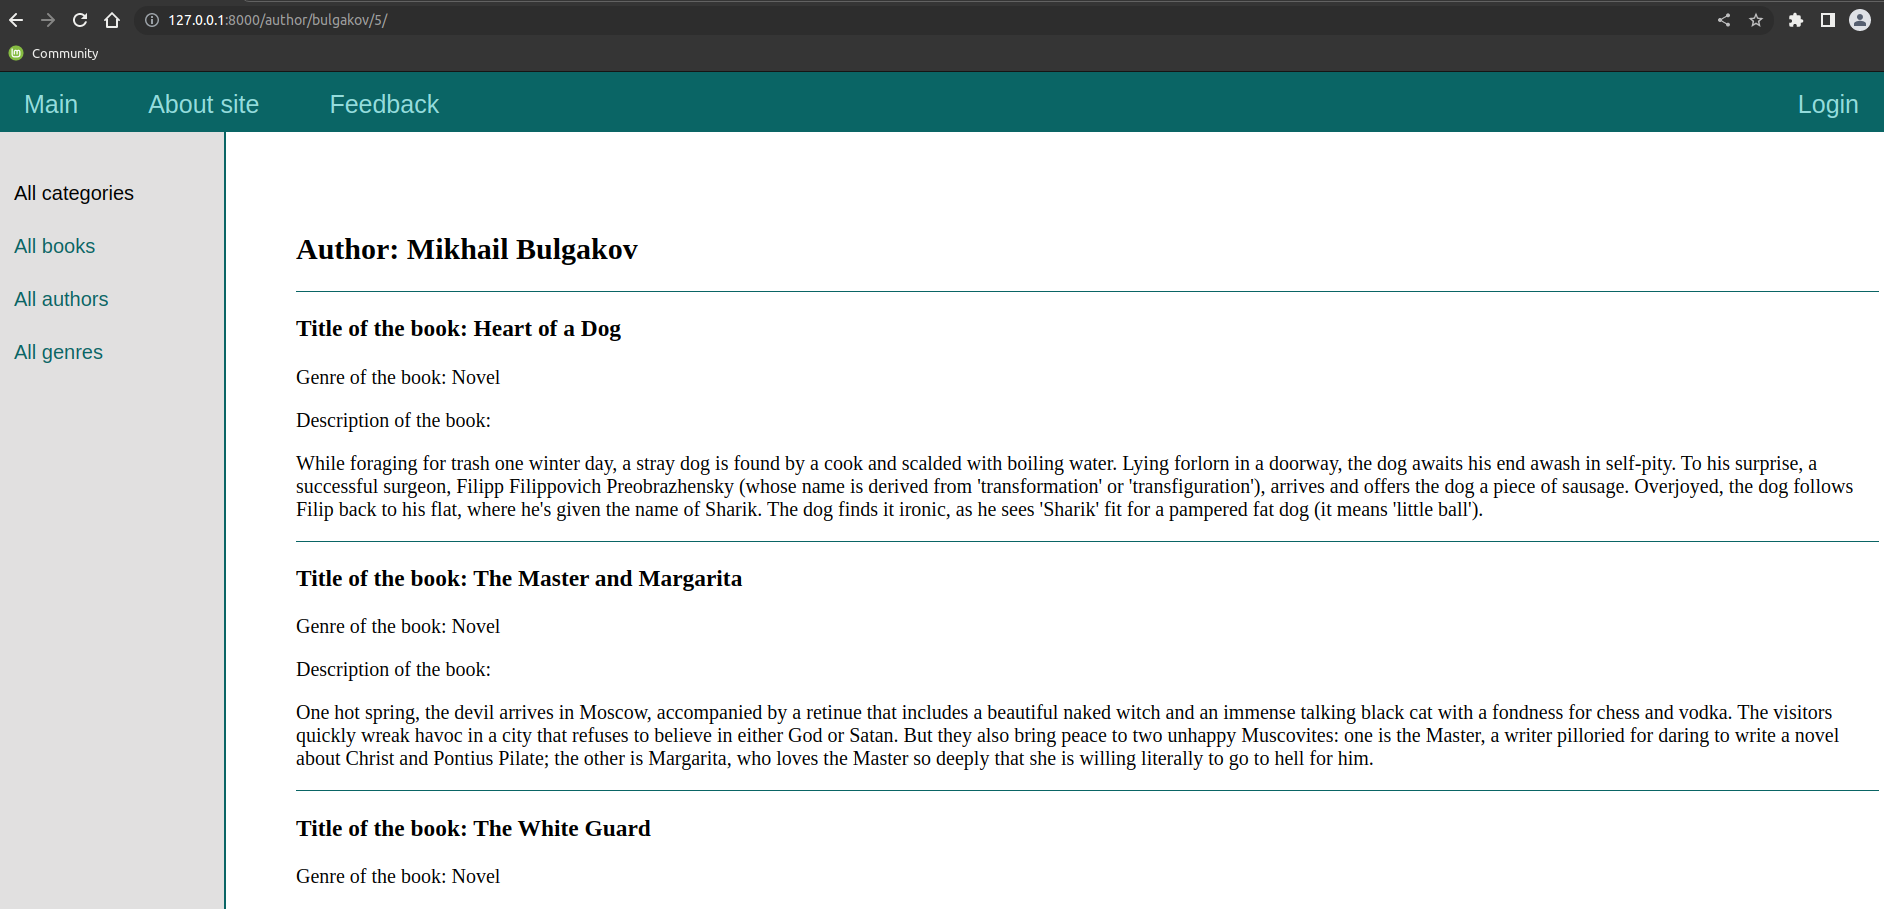 127.0.0.1:8000/author/bulgakov/5/
Community
Main About site Feedback Login
All categories
All books
All authors
All genres
Author: Mikhail Bulgakov
Title of the book: Heart of a Dog
Genre of the book: Novel
Description of the book:
While foraging for trash one winter day, a stray dog is found by a cook and scalded with boiling water. Lying forlorn in a doorway, the dog awaits his end awash in self-pity. To his surprise, a
successful surgeon, Filipp Filippovich Preobrazhensky (whose name is derived from 'transformation' or 'transfiguration'), arrives and offers the dog a piece of sausage. Overjoyed, the dog follows
Filip back to his flat, where he's given the name of Sharik. The dog finds it ironic, as he sees 'Sharik' fit for a pampered fat dog (it means 'little ball').
Title of the book: The Master and Margarita
Genre of the book: Novel
Description of the book:
One hot spring, the devil arrives in Moscow, accompanied by a retinue that includes a beautiful naked witch and an immense talking black cat with a fondness for chess and vodka. The visitors
quickly wreak havoc in a city that refuses to believe in either God or Satan. But they also bring peace to two unhappy Muscovites: one is the Master, a writer pilloried for daring to write a novel
about Christ and Pontius Pilate; the other is Margarita, who loves the Master so deeply that she is willing literally to go to hell for him.
Title of the book: The White Guard
Genre of the book: Novel